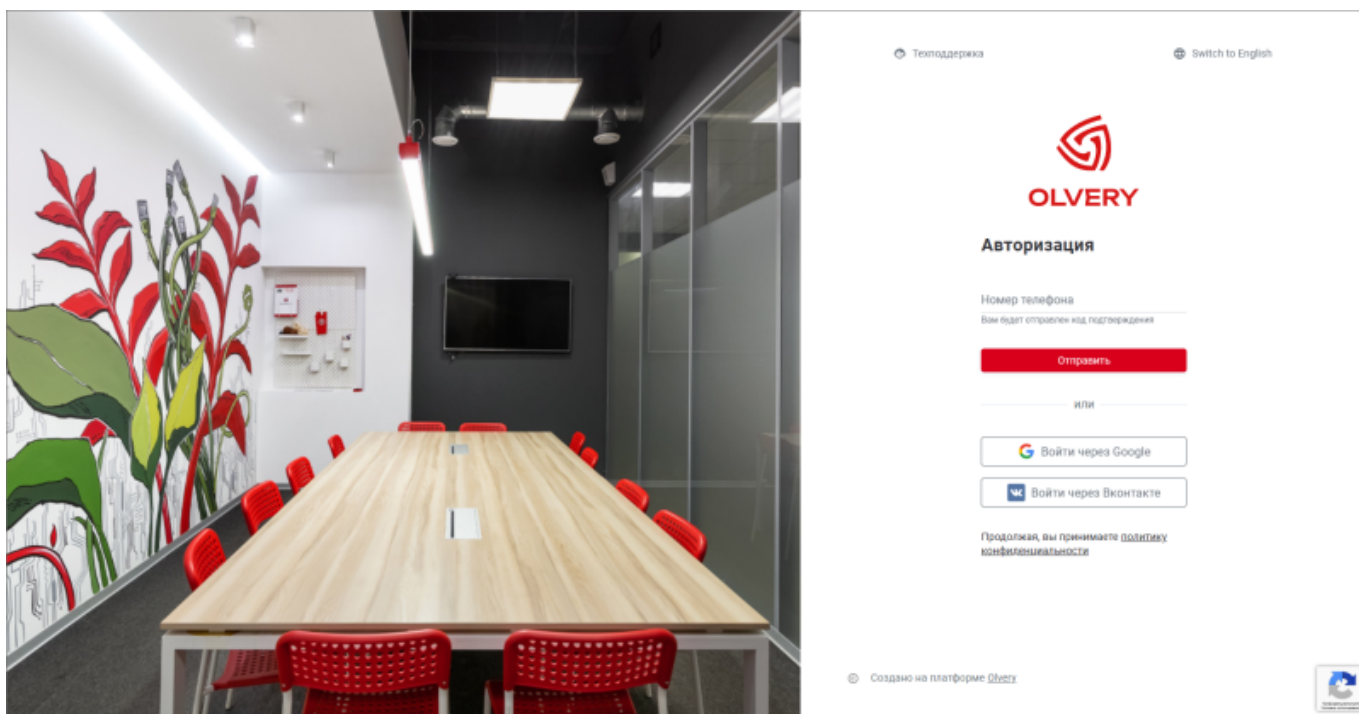 Техподдержка
Switch to English
OLVERY
Авторизация
Номер телефона
Вам будет отправлен код подтверждения
Отправить
или
Войти через Google
Войти через Вконтакте
Продолжая, вы принимаете политику
конфиденциальности
© Создано на платформе Olvery